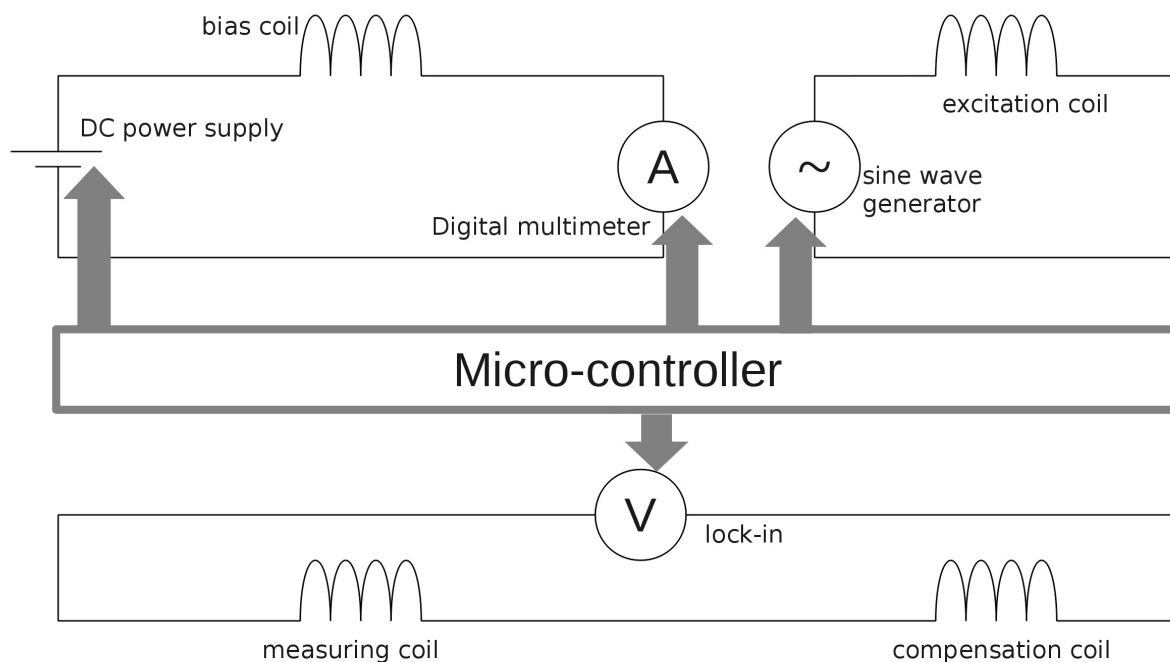 bias coil
excitation coil
DC power supply
A
~
sine wave
generator
Digital multimeter
Micro-controller
V
lock-in
measuring coil
compensation coil